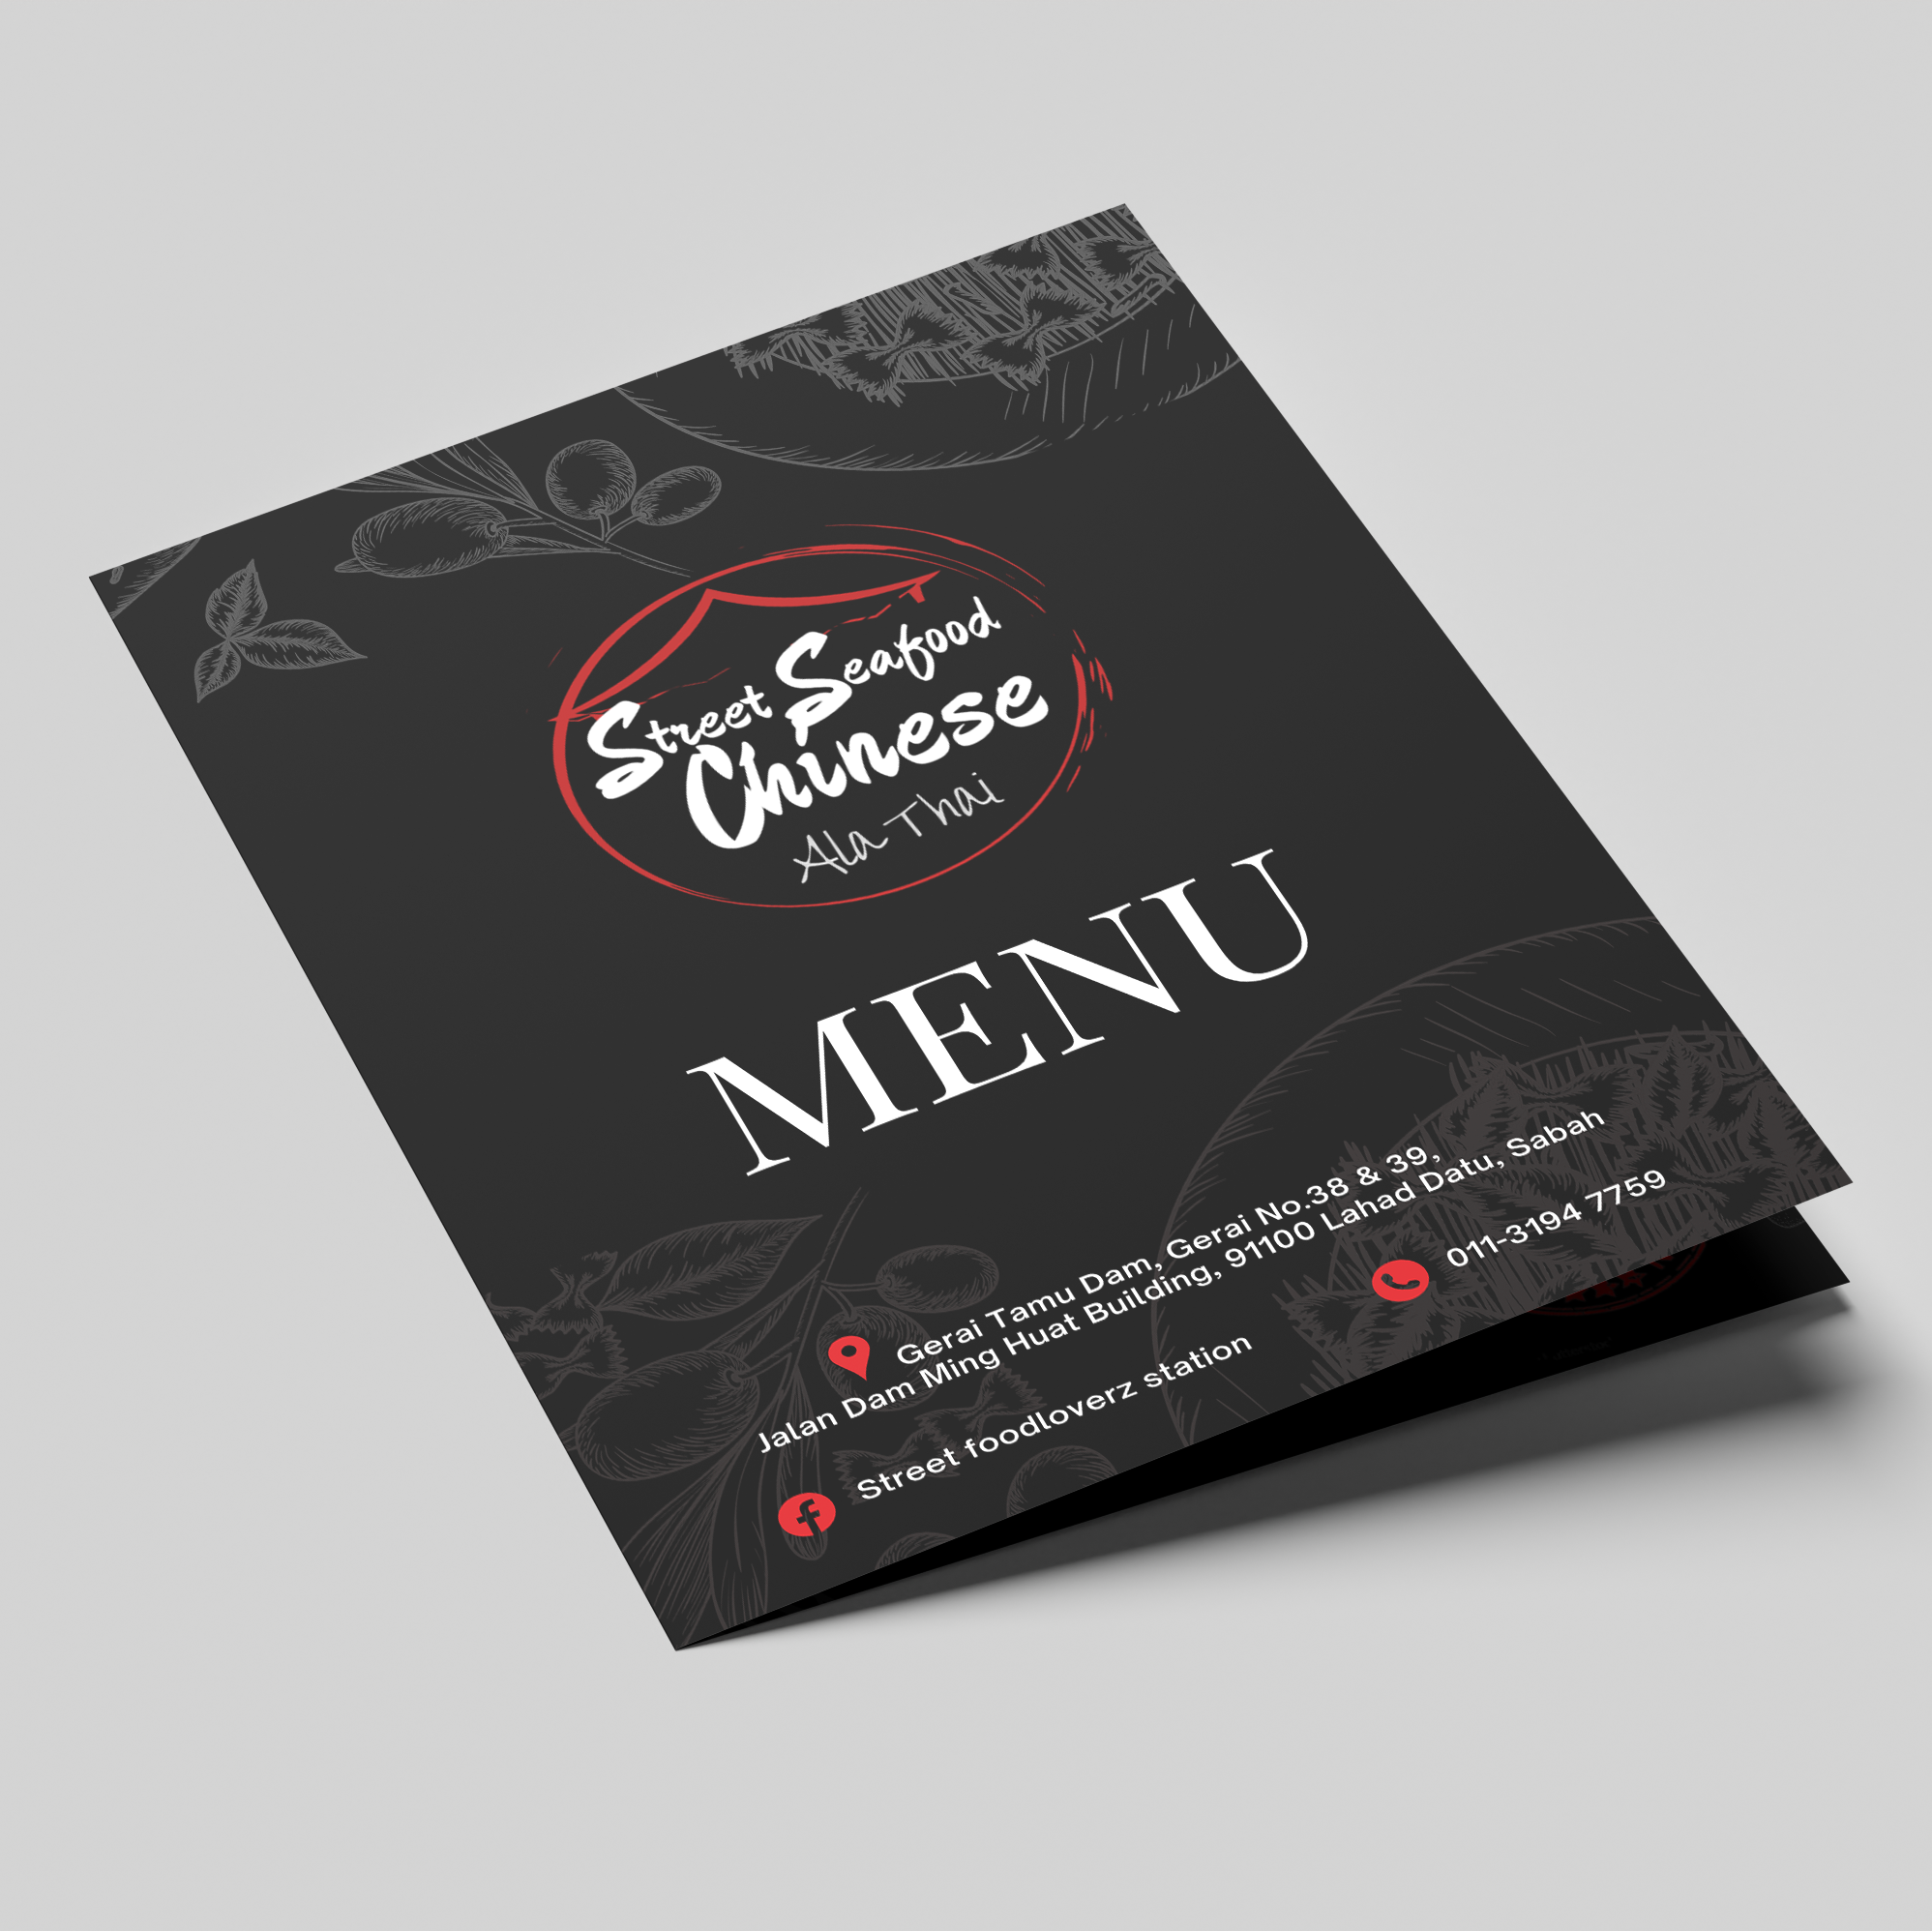 Street Seafood
Chinese
Ala Thai
MENU
Gerai Tamu Dam, Gerai No.38 & 39,
Jalan Dam Ming Huat Building, 91100 Lahad Datu, Sabah
Street foodloverz station
011-3194 7759